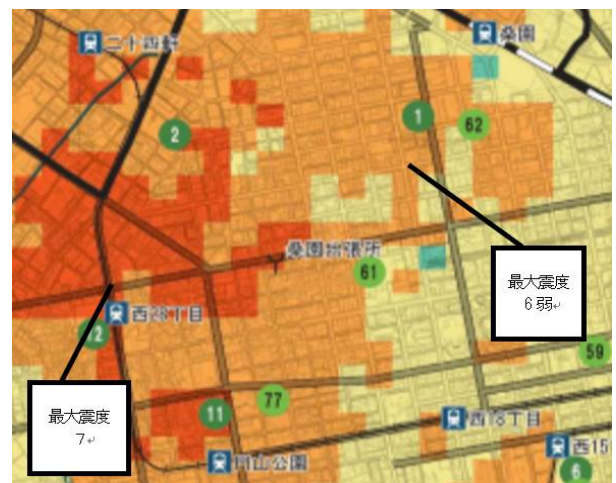 二十四軒
桑園
2
1
62
桑園出張所
61
最大震度
6弱↵
西28丁目
12
59
最大震度
7↵
11
77
西18丁目
円山公園
西15
6